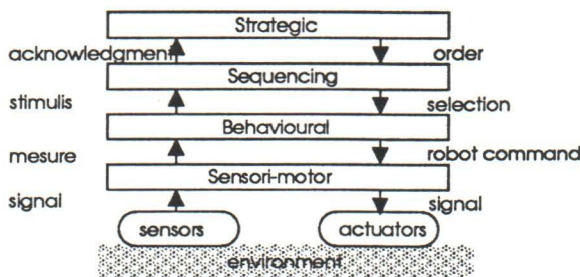 Strategic
acknowledgment order
Sequencing
stimulis selection
Behavioural
mesure robot command
Sensori-motor
signal signal
sensors actuators
environment